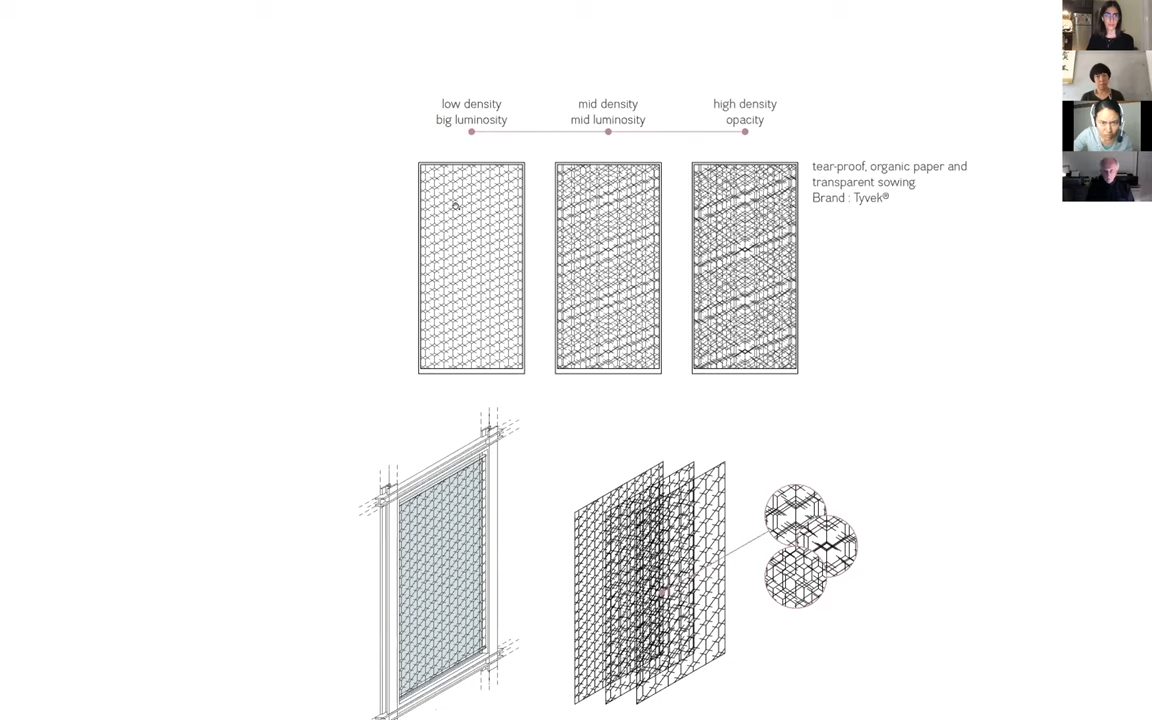 low density
big luminosity
mid density
mid luminosity
high density
opacity
tear-proof, organic paper and
transparent sowing
Brand : Tyvek®